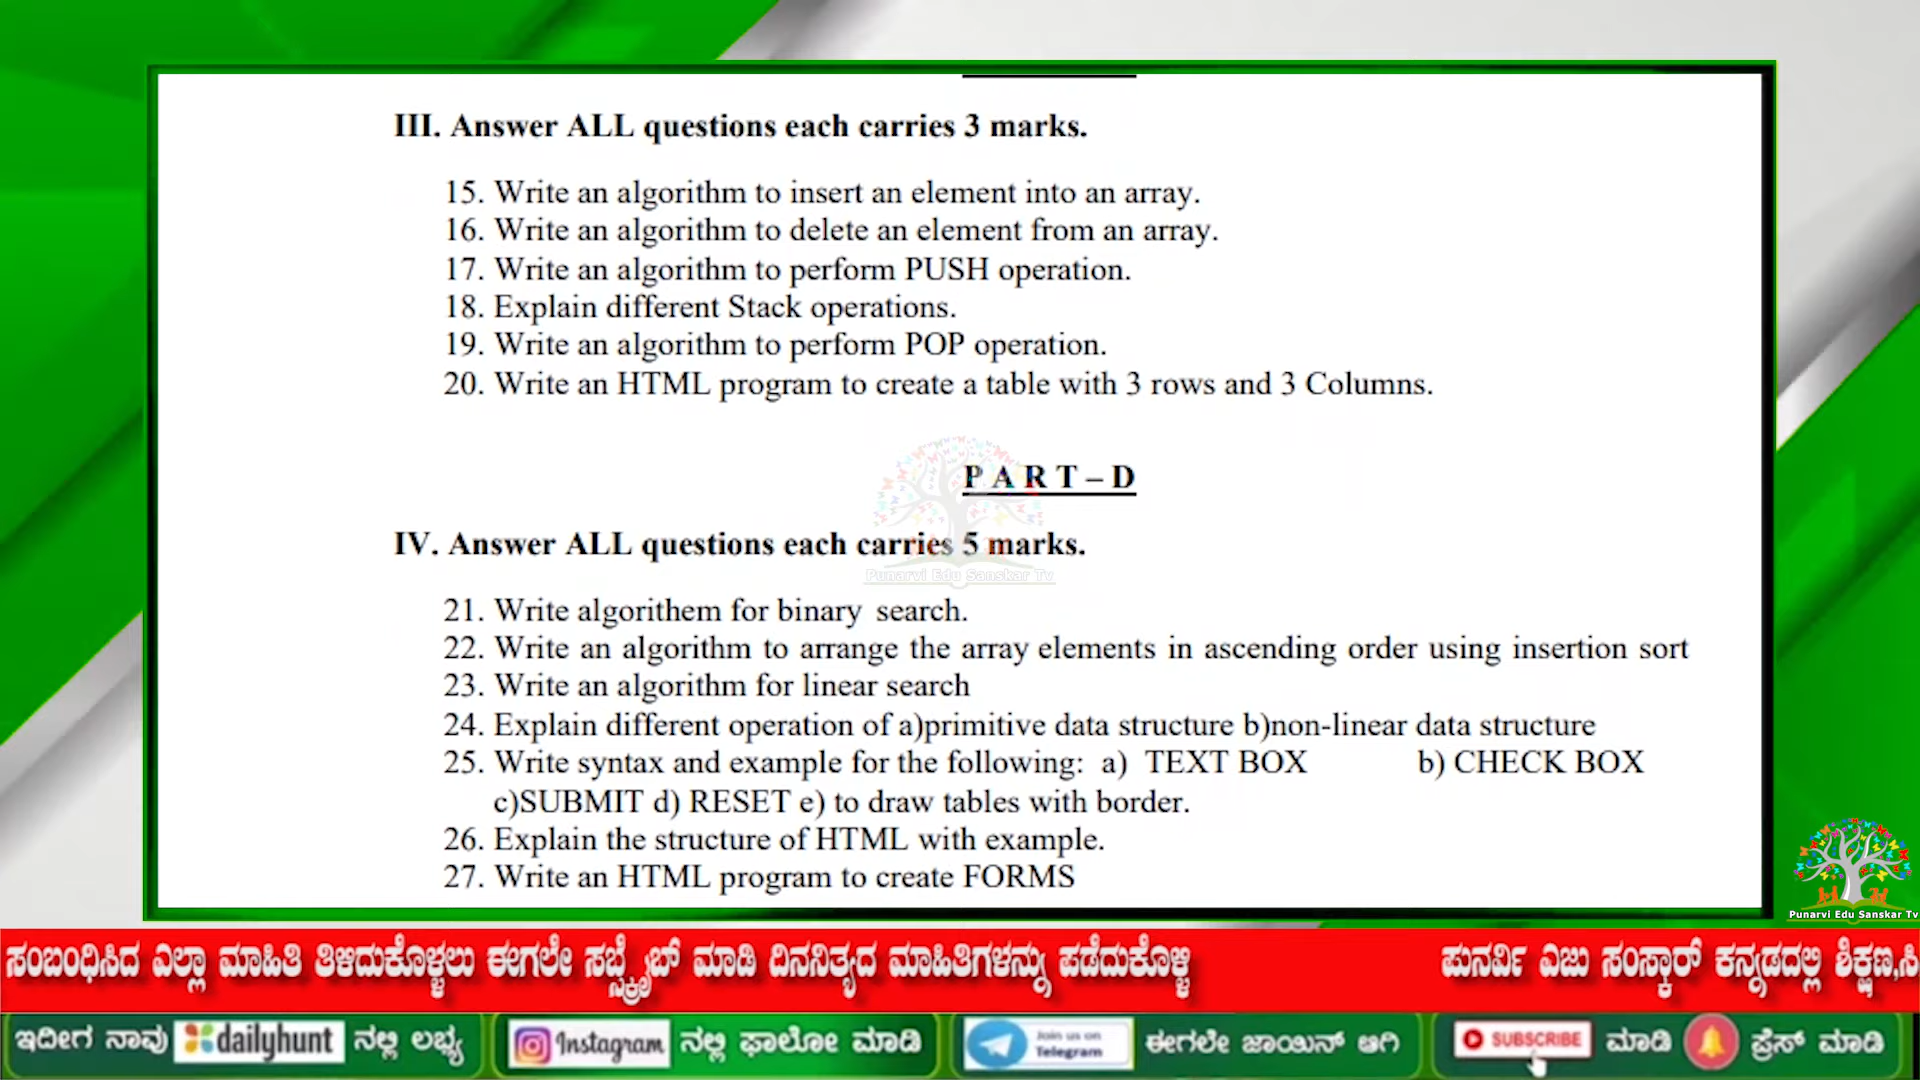 III. Answer ALL questions each carries 3 marks.
15. Write an algorithm to insert an element into an array.
16. Write an algorithm to delete an element from an array.
17. Write an algorithm to perform PUSH operation.
18. Explain different Stack operations.
19. Write an algorithm to perform POP operation.
20. Write an HTML program to create a table with 3 rows and 3 Columns.
P A R T – D
IV. Answer ALL questions each carries 5 marks.
Punarvi Edu Sanskar Tv
21. Write algorithem for binary search.
22. Write an algorithm to arrange the array elements in ascending order using insertion sort
23. Write an algorithm for linear search
24. Explain different operation of a)primitive data structure b)non-linear data structure
25. Write syntax and example for the following: a) TEXT BOX b) CHECK BOX
c)SUBMIT d) RESET e) to draw tables with border.
26. Explain the structure of HTML with example.
27. Write an HTML program to create FORMS
Punarvi Edu Sanskar Tv
ಸಂಬಂಧಿಸಿದ ಎಲ್ಲಾ ಮಾಹಿತಿ ತಿಳಿದುಕೊಳ್ಳಲು ಈಗಲೇ ಸಬ್ಸ್ಕ್ರೈಬ್ ಮಾಡಿ ದಿನನಿತ್ಯದ ಮಾಹಿತಿಗಳನ್ನು ಪಡೆದುಕೊಳ್ಳಿ ಪುನರ್ವಿ ಎಜು ಸಂಸ್ಕಾರ್ ಕನ್ನಡದಲ್ಲಿ ಶಿಕ್ಷಣ,ಸಿ
ಇದೀಗ ನಾವು dailyhunt ನಲ್ಲಿ ಲಭ್ಯ Instagram ನಲ್ಲಿ ಫಾಲೋ ಮಾಡಿ Join us on Telegram ಈಗಲೇ ಜಾಯಿನ್ ಆಗಿ SUBSCRIBE ಮಾಡಿ ಪ್ರೆಸ್ ಮಾಡಿ